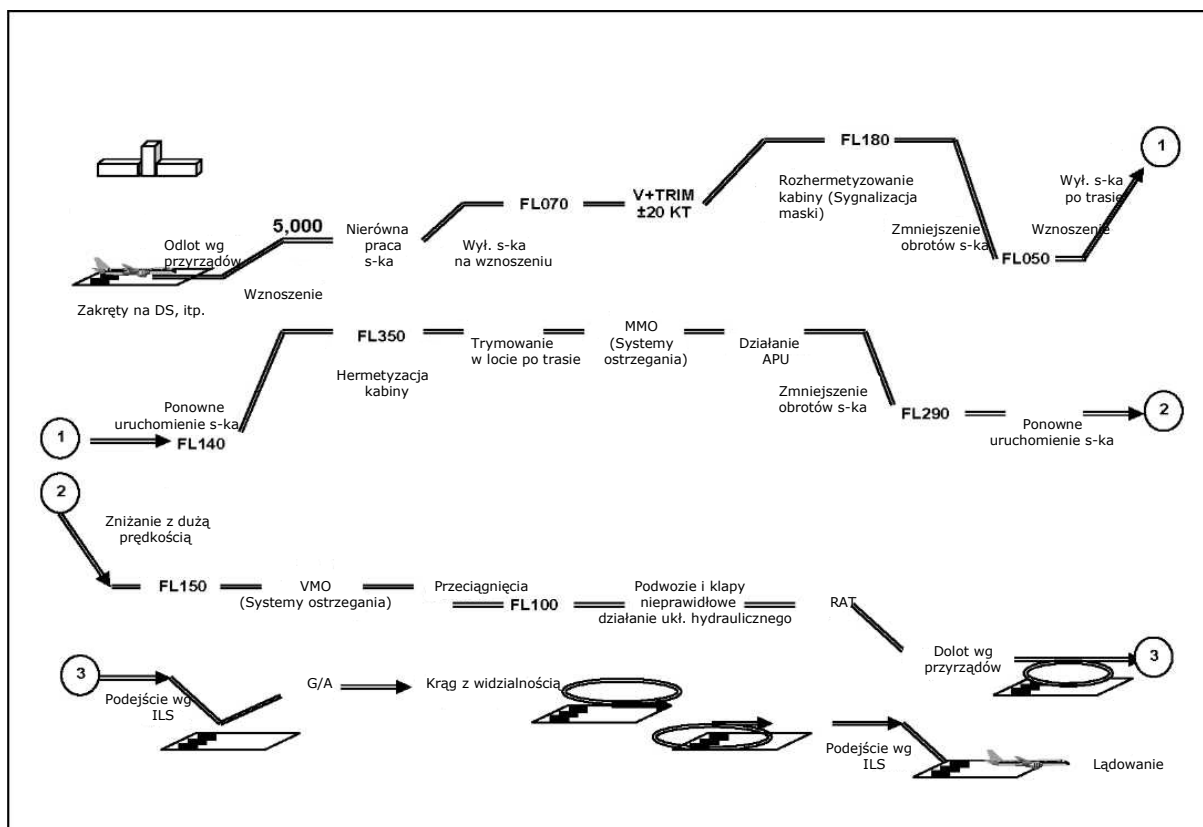 5,000
Odlot wg
przyrządów
Zakręty na DS, itp.
Wznoszenie
Nierówna
praca
s-ka
FL070
Wył. s-ka
na wznoszeniu
V+TRIM
±20 KT
FL180
Rozhermetyzowanie
kabiny (Sygnalizacja
maski)
Zmniejszenie
obrotów s-ka
FL050
Wył. s-ka
po trasie
Wznoszenie
1
1
Ponowne
uruchomienie s-ka
FL140
FL350
Hermetyzacja
kabiny
Trymowanie
w locie po trasie
MMO
(Systemy
ostrzegania)
Działanie
APU
Zmniejszenie
obrotów s-ka
FL290
Ponowne
uruchomienie s-ka
2
2
Zniżanie z dużą
prędkością
FL150
VMO
(Systemy ostrzegania)
Przeciągnięcia
FL100
Podwozie i klapy
nieprawidłowe
działanie ukł. hydraulicznego
RAT
Dolot wg
przyrządów
3
3
Podejście wg
ILS
G/A
Krąg z widzialnością
Podejście wg
ILS
Lądowanie